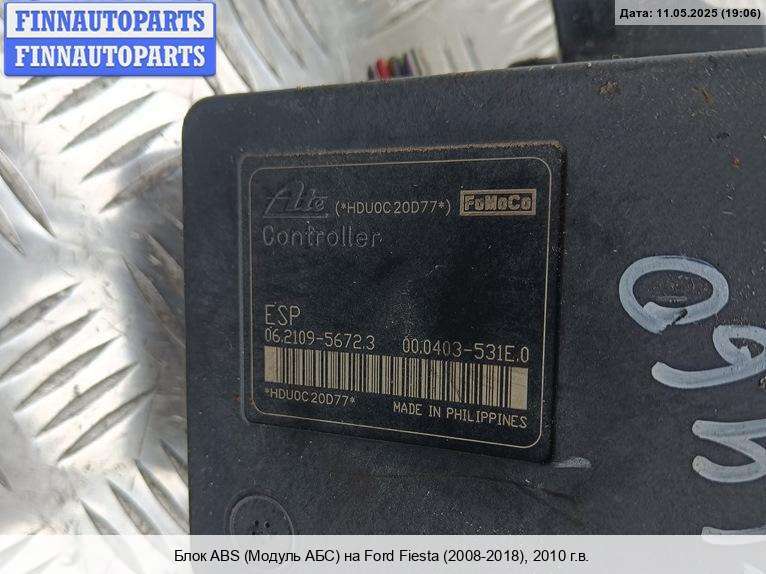 FINNAUTOPARTS
FINNAUTOPARTS
Дата: 11.05.2025 (19:06)
Ate (*HDU0C20D77*) FoMoCo
Controller
ESP
06.2109-5672.3 00.0403-531E.0
*HDU0C20D77*
MADE IN PHILIPPINES
Блок ABS (Модуль АБС) на Ford Fiesta (2008-2018), 2010 г.в.